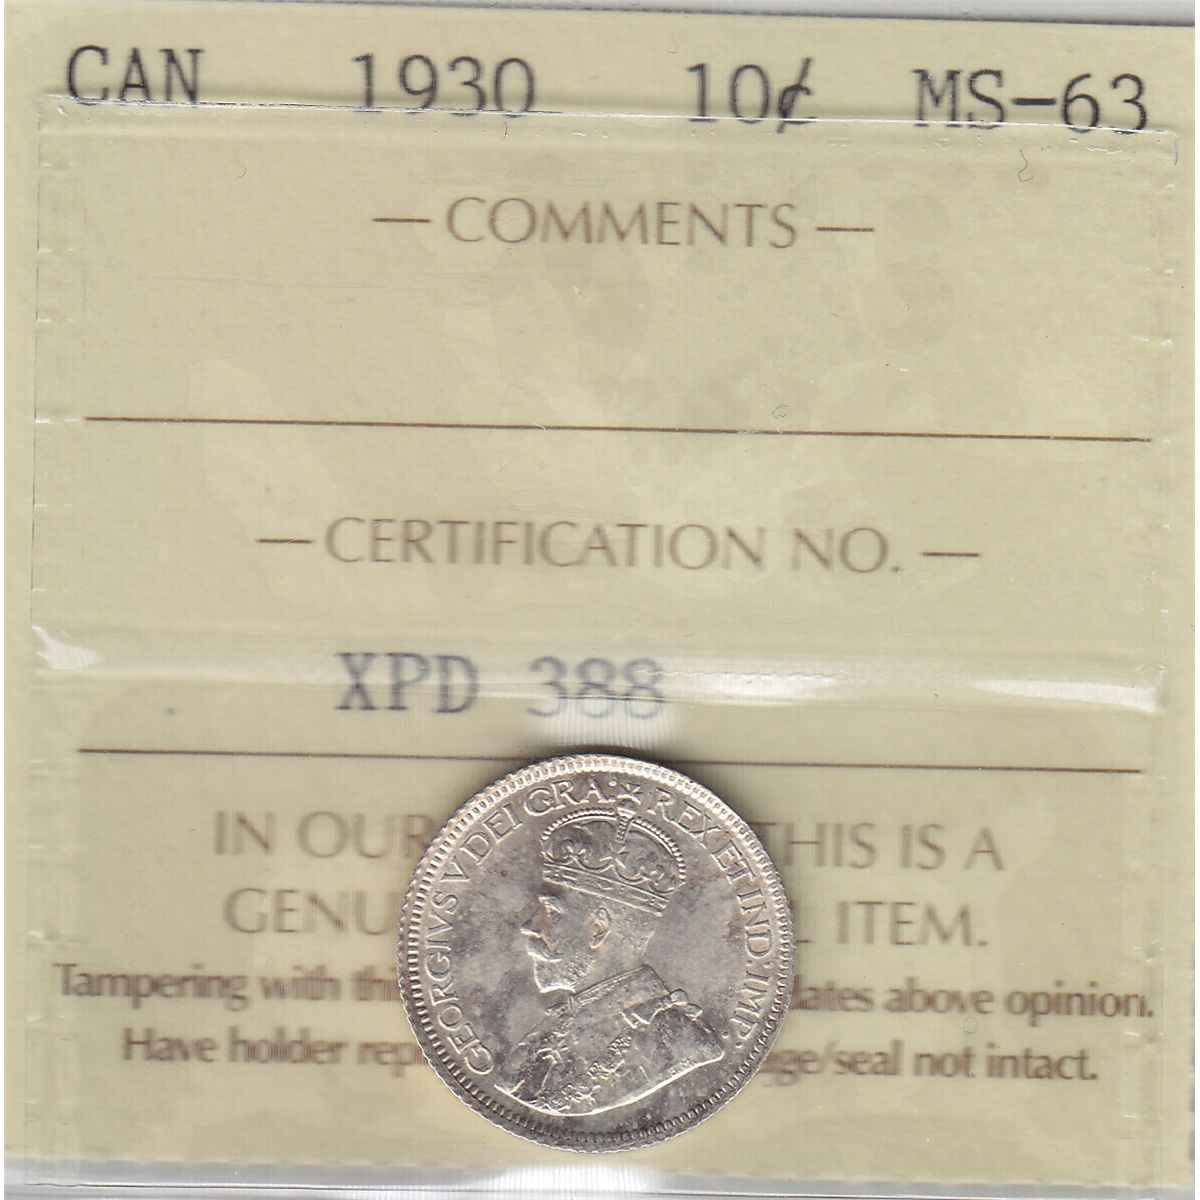 CAN 1930 10¢ MS-63
— COMMENTS —
— CERTIFICATION NO. —
XPD 388
IN OUR THIS IS A
GENU L ITEM.
Tampering with thi dates above opinion.
Have holder rep ge/seal not intact.
GEORGIVS V DEI GRA: REX ET IND: IMP: